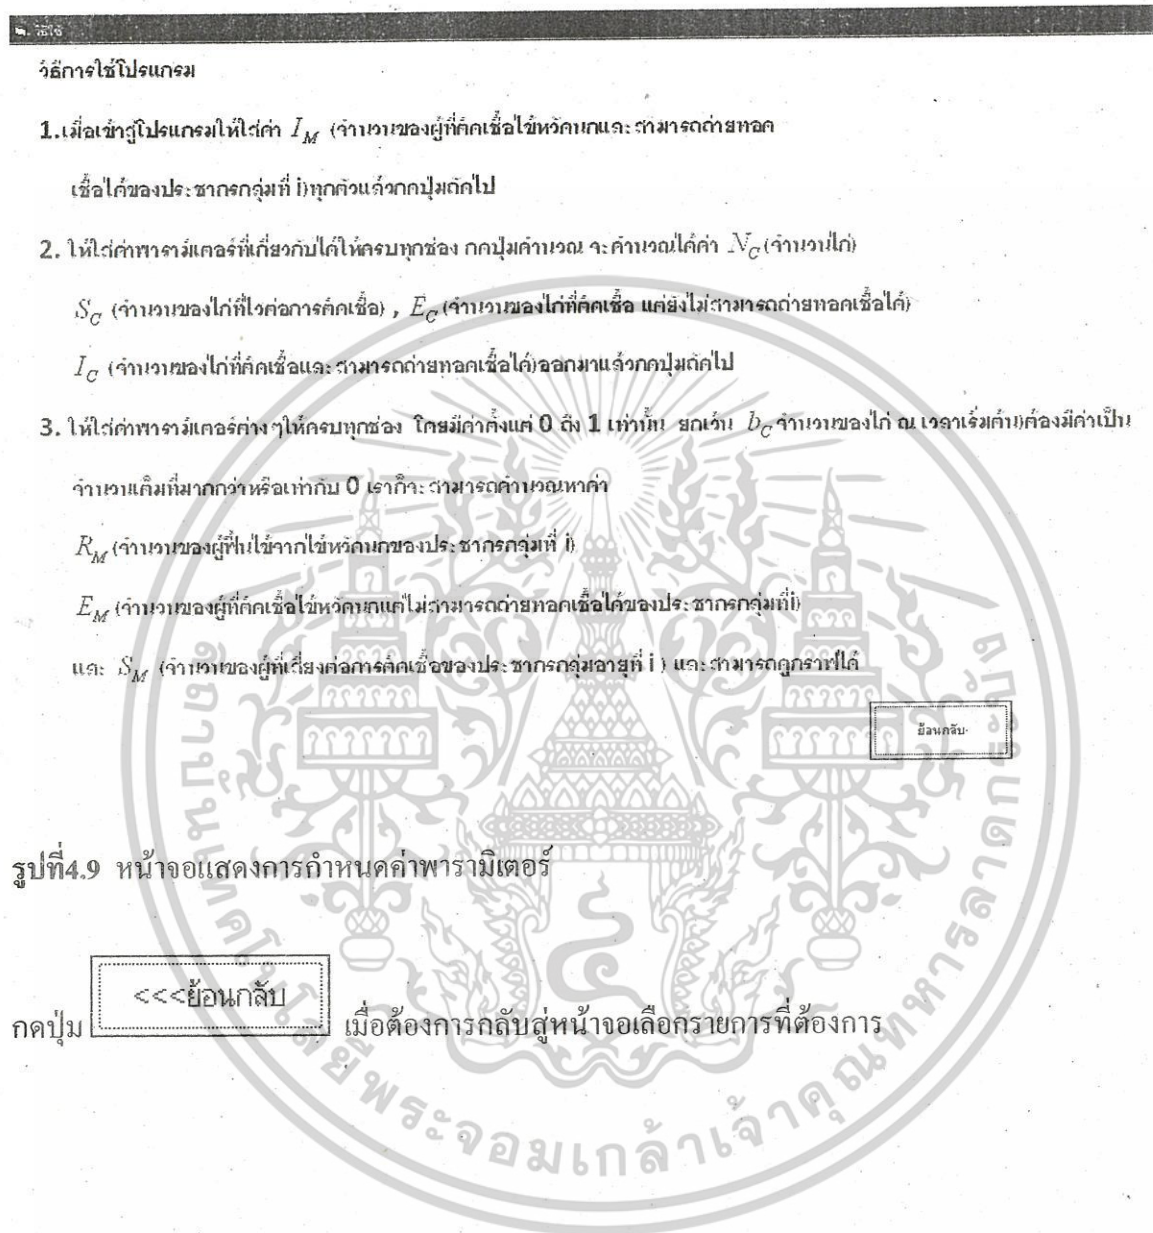 วิธีใช้
วิธีการใช้โปรแกรม
1.เมื่อเข้าสู่โปรแกรมให้ใส่ค่า I_M (จำนวนของผู้ที่ติดเชื้อไข้หวัดนกและสามารถถ่ายทอด
เชื้อได้ของประชากรกลุ่มที่ i)ทุกตัวแล้วกดปุ่มถัดไป
2. ให้ใส่ค่าพารามิเตอร์ที่เกี่ยวกับไก่ให้ครบทุกช่อง กดปุ่มคำนวณ จะคำนวณได้ค่า N_C(จำนวนไก่)
S_C (จำนวนของไก่ที่ไวต่อการติดเชื้อ) , E_C(จำนวนของไก่ที่ติดเชื้อ แต่ยังไม่สามารถถ่ายทอดเชื้อได้)
I_C (จำนวนของไก่ที่ติดเชื้อและสามารถถ่ายทอดเชื้อได้)ออกมาแล้วกดปุ่มถัดไป
3. ให้ใส่ค่าพารามิเตอร์ต่างๆให้ครบทุกช่อง โดยมีค่าตั้งแต่ 0 ถึง 1 เท่านั้น ยกเว้น b_C จำนวนของไก่ ณ เวลาเริ่มต้น)ต้องมีค่าเป็น
จำนวนเต็มที่มากกว่าหรือเท่ากับ 0 เราก็จะสามารถคำนวณหาค่า
R_M(จำนวนของผู้ที่ฟื้นไข้จากไข้หวัดนกของประชากรกลุ่มที่ i)
E_M (จำนวนของผู้ที่ติดเชื้อไข้หวัดนกแต่ไม่สามารถถ่ายทอดเชื้อได้ของประชากรกลุ่มที่i)
และ S_M (จำนวนของผู้ที่เสี่ยงต่อการติดเชื้อของประชากรกลุ่มอายุที่ i ) และสามารถดูกราฟได้
ย้อนกลับ
รูปที่4.9 หน้าจอแสดงการกำหนดค่าพารามิเตอร์
กดปุ่ม <<<ย้อนกลับ เมื่อต้องการกลับสู่หน้าจอเลือกรายการที่ต้องการ
สถาบันเทคโนโลยีพระจอมเกล้าเจ้าคุณทหารลาดกระบัง